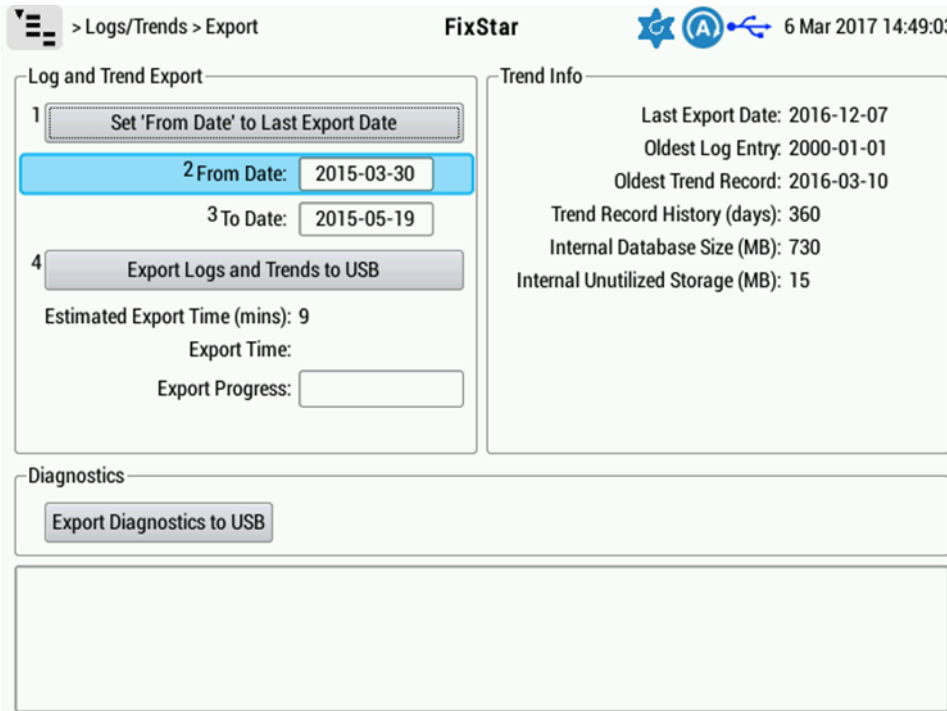 > Logs/Trends > Export
FixStar
A
6 Mar 2017 14:49:03
Log and Trend Export
1 Set 'From Date' to Last Export Date
2 From Date: 2015-03-30
3 To Date: 2015-05-19
4 Export Logs and Trends to USB
Estimated Export Time (mins): 9
Export Time:
Export Progress:
Trend Info
Last Export Date: 2016-12-07
Oldest Log Entry: 2000-01-01
Oldest Trend Record: 2016-03-10
Trend Record History (days): 360
Internal Database Size (MB): 730
Internal Unutilized Storage (MB): 15
Diagnostics
Export Diagnostics to USB